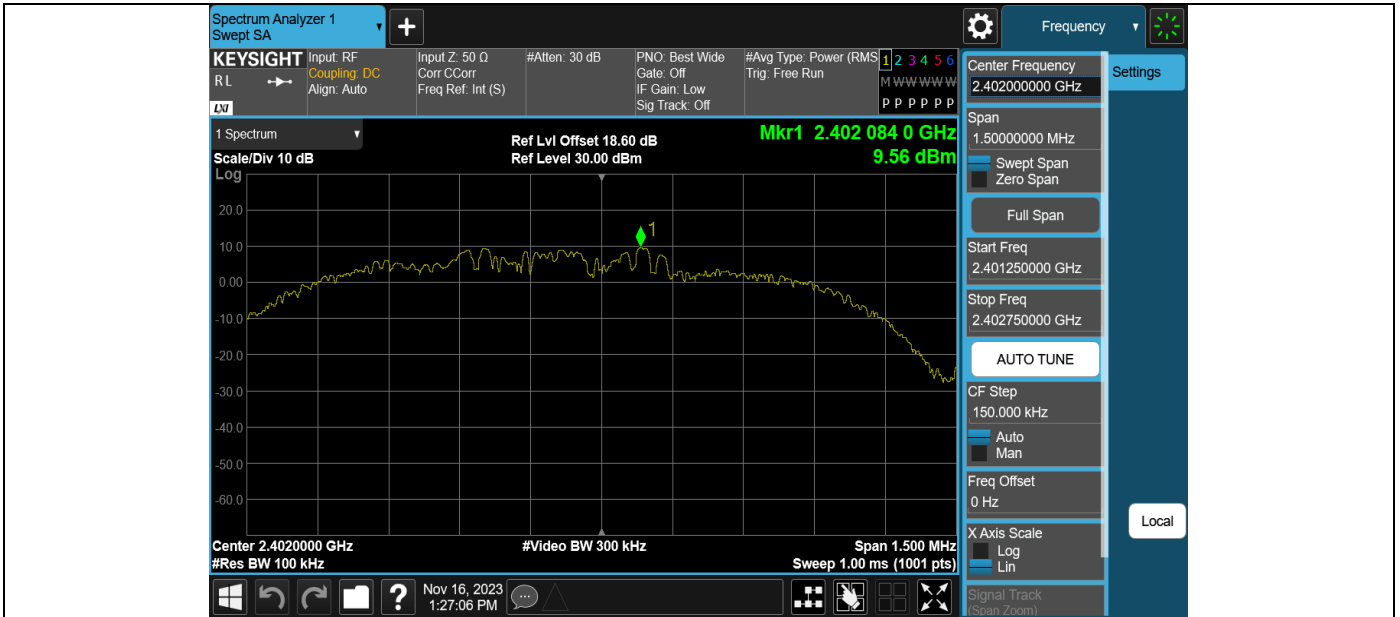 Spectrum Analyzer 1
Swept SA
+
Frequency
KEYSIGHT
RL
LXI
Input: RF
Coupling: DC
Align: Auto
Input Z: 50 Ω
Corr CCorr
Freq Ref: Int (S)
#Atten: 30 dB
PNO: Best Wide
Gate: Off
IF Gain: Low
Sig Track: Off
#Avg Type: Power (RMS
Trig: Free Run
1 2 3 4 5 6
M W W W W W
P P P P P P
1 Spectrum
Scale/Div 10 dB
Log
Ref Lvl Offset 18.60 dB
Ref Level 30.00 dBm
Mkr1 2.402 084 0 GHz
9.56 dBm
20.0
10.0
0.00
-10.0
-20.0
-30.0
-40.0
-50.0
-60.0
1
Center 2.4020000 GHz
#Res BW 100 kHz
#Video BW 300 kHz
Span 1.500 MHz
Sweep 1.00 ms (1001 pts)
Center Frequency
2.402000000 GHz
Settings
Span
1.50000000 MHz
Swept Span
Zero Span
Full Span
Start Freq
2.401250000 GHz
Stop Freq
2.402750000 GHz
AUTO TUNE
CF Step
150.000 kHz
Auto
Man
Freq Offset
0 Hz
X Axis Scale
Log
Lin
Signal Track
(Span Zoom)
Local
?
Nov 16, 2023
1:27:06 PM